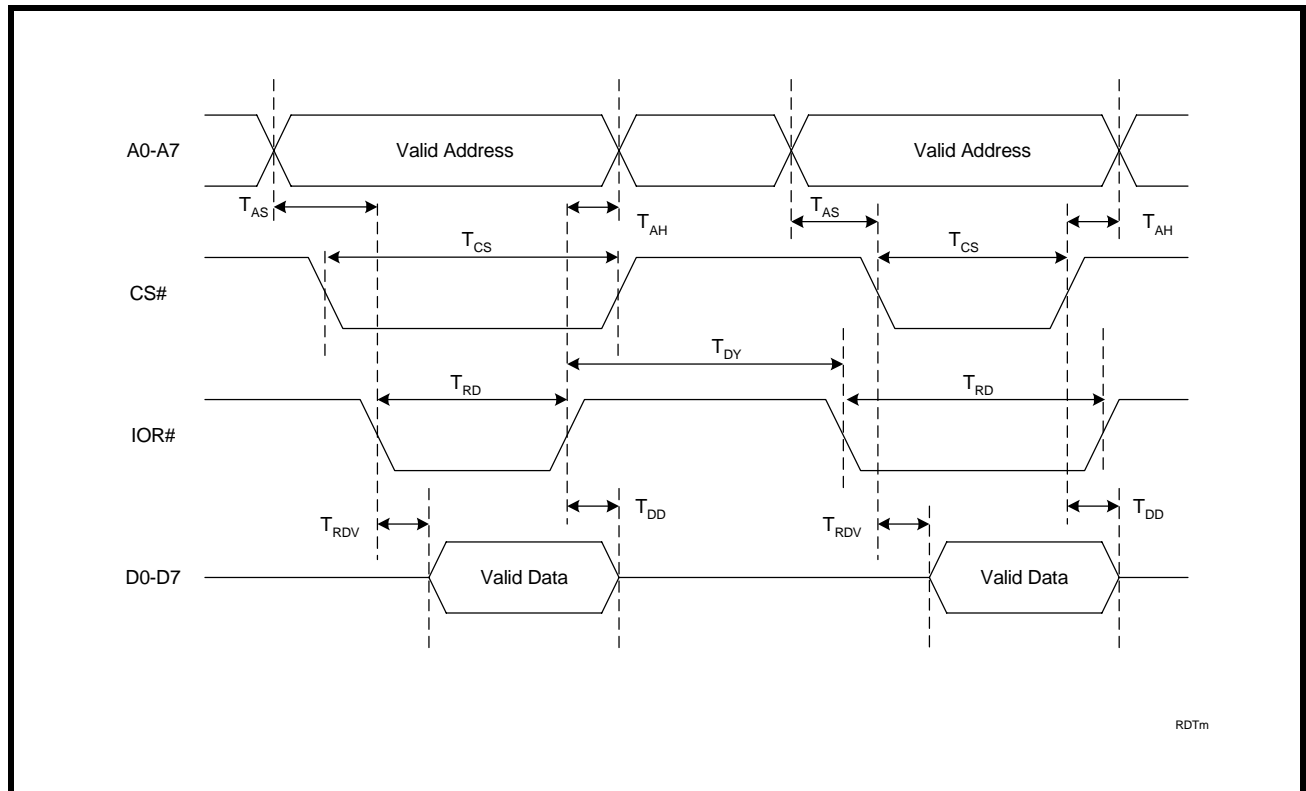 A0-A7
Valid Address
Valid Address
TAS
TAH
TAS
TAH
TCS
TCS
CS#
TDY
TRD
TRD
IOR#
TRDV
TDD
TRDV
TDD
D0-D7
Valid Data
Valid Data
RDTm